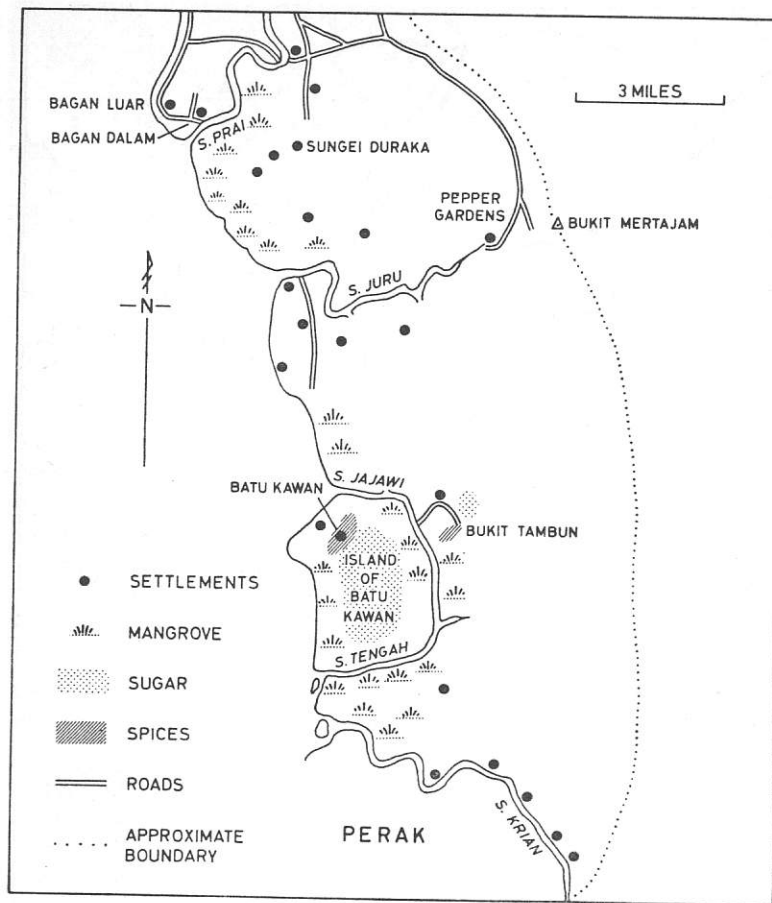 3 MILES
BAGAN LUAR
BAGAN DALAM
S. PRAI
SUNGEI DURAKA
PEPPER
GARDENS
BUKIT MERTAJAM
S. JURU
N
S. JAJAWI
BATU KAWAN
BUKIT TAMBUN
ISLAND
OF
BATU
KAWAN
S. TENGAH
SETTLEMENTS
MANGROVE
SUGAR
SPICES
ROADS
APPROXIMATE
BOUNDARY
PERAK
S. KRIAN